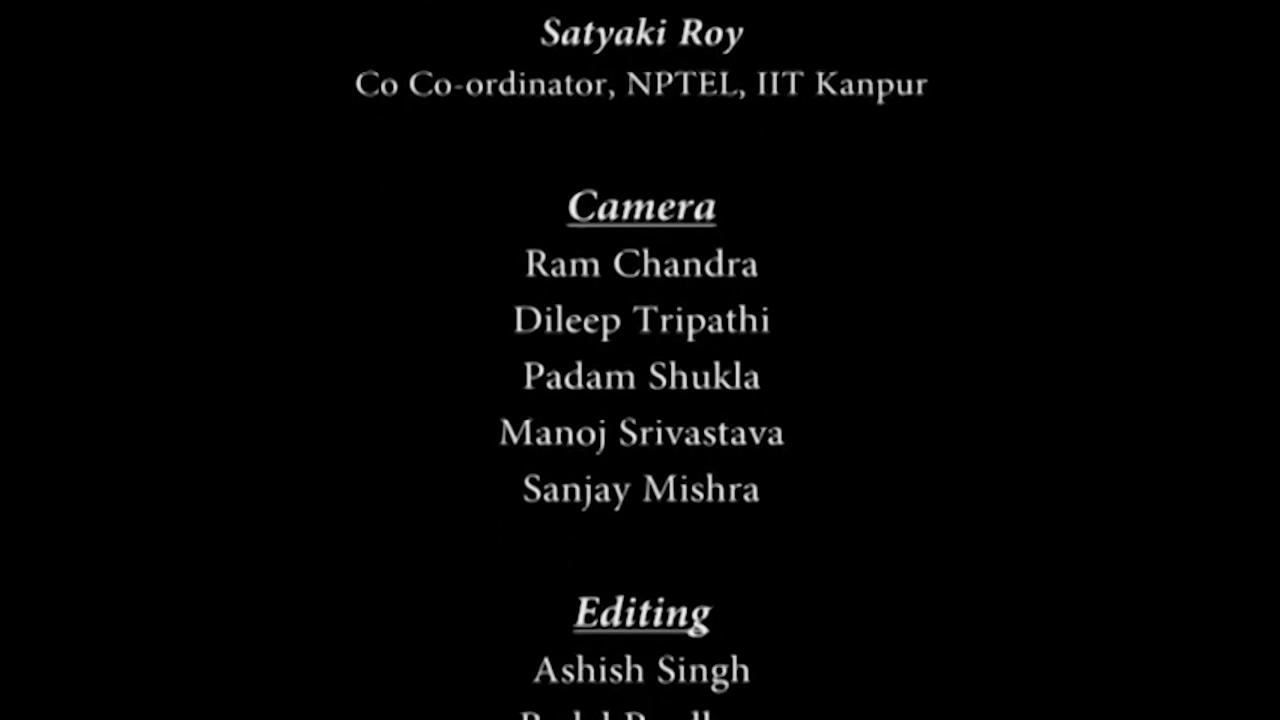 Satyaki Roy
Co Co-ordinator, NPTEL, IIT Kanpur
Camera
Ram Chandra
Dileep Tripathi
Padam Shukla
Manoj Srivastava
Sanjay Mishra
Editing
Ashish Singh